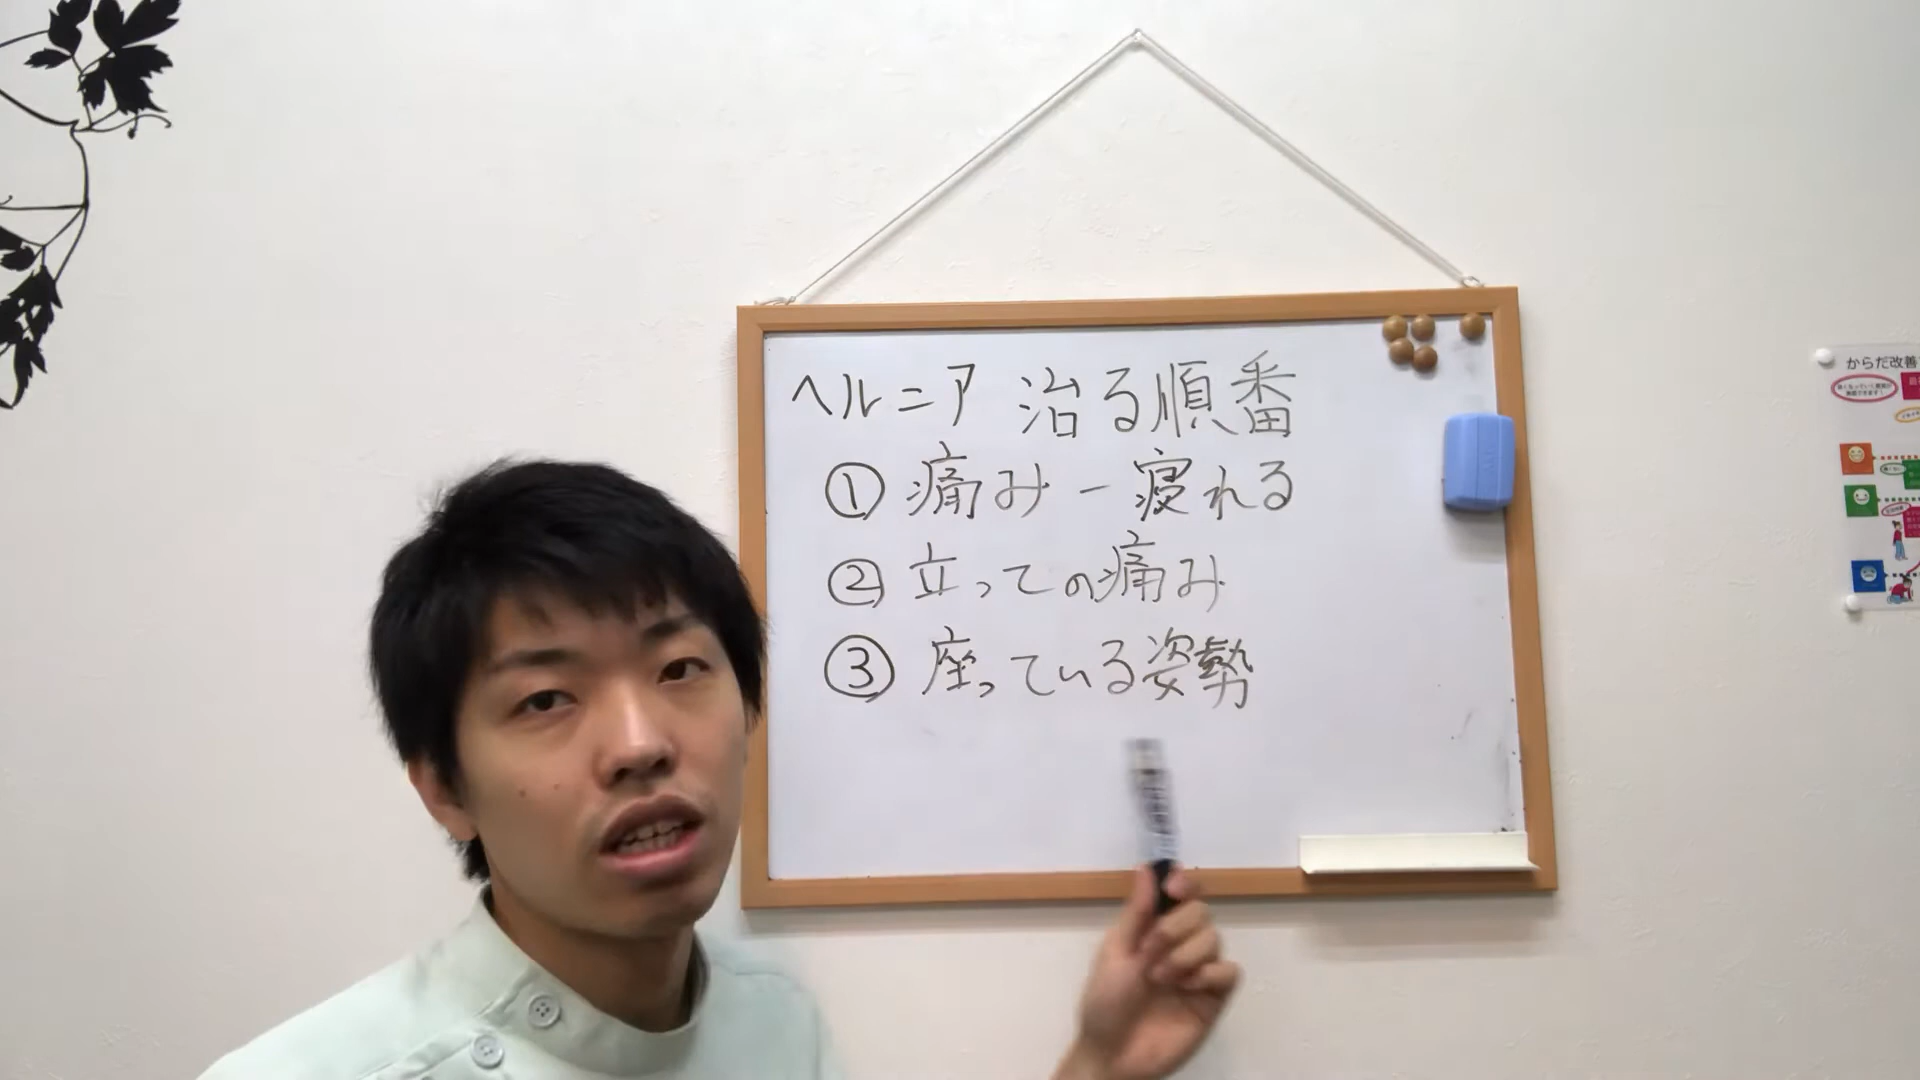 ヘルニア 治る順番
① 痛み ー 寝れる
② 立っての痛み
③ 座っている姿勢
からだ改善